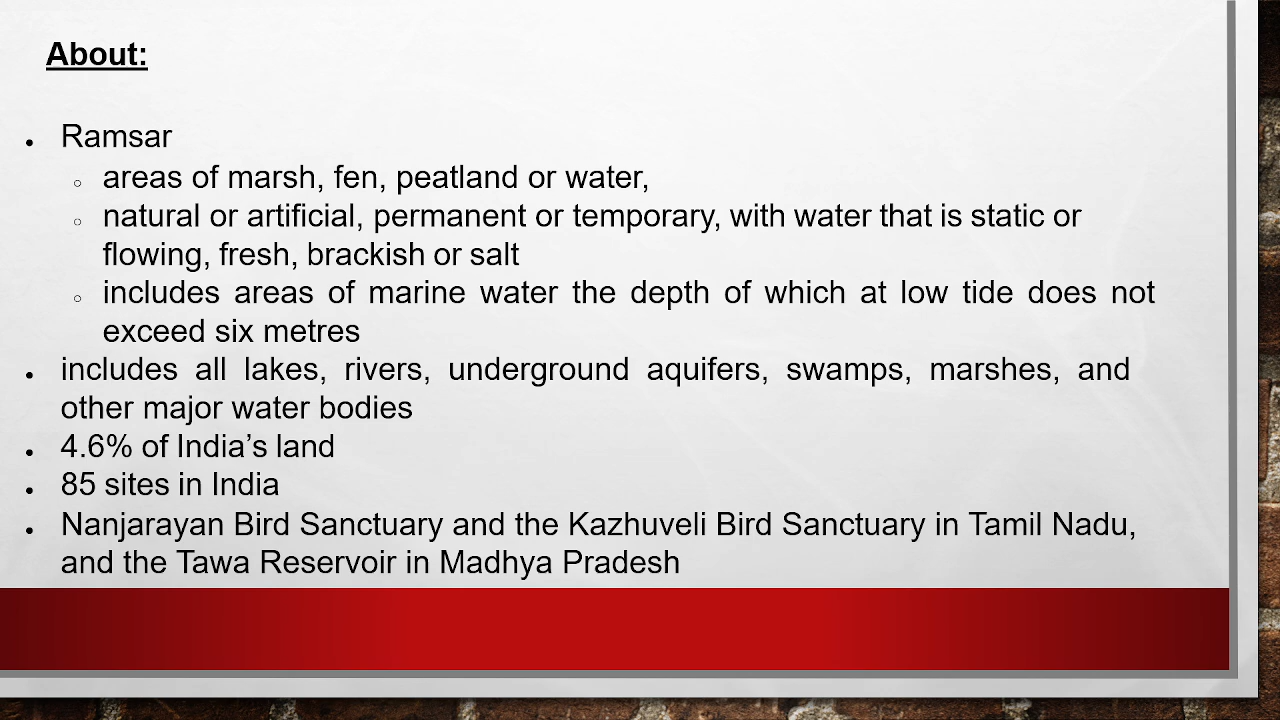 About:
Ramsar
areas of marsh, fen, peatland or water,
natural or artificial, permanent or temporary, with water that is static or
flowing, fresh, brackish or salt
includes areas of marine water the depth of which at low tide does not
exceed six metres
includes all lakes, rivers, underground aquifers, swamps, marshes, and
other major water bodies
4.6% of India’s land
85 sites in India
Nanjarayan Bird Sanctuary and the Kazhuveli Bird Sanctuary in Tamil Nadu,
and the Tawa Reservoir in Madhya Pradesh